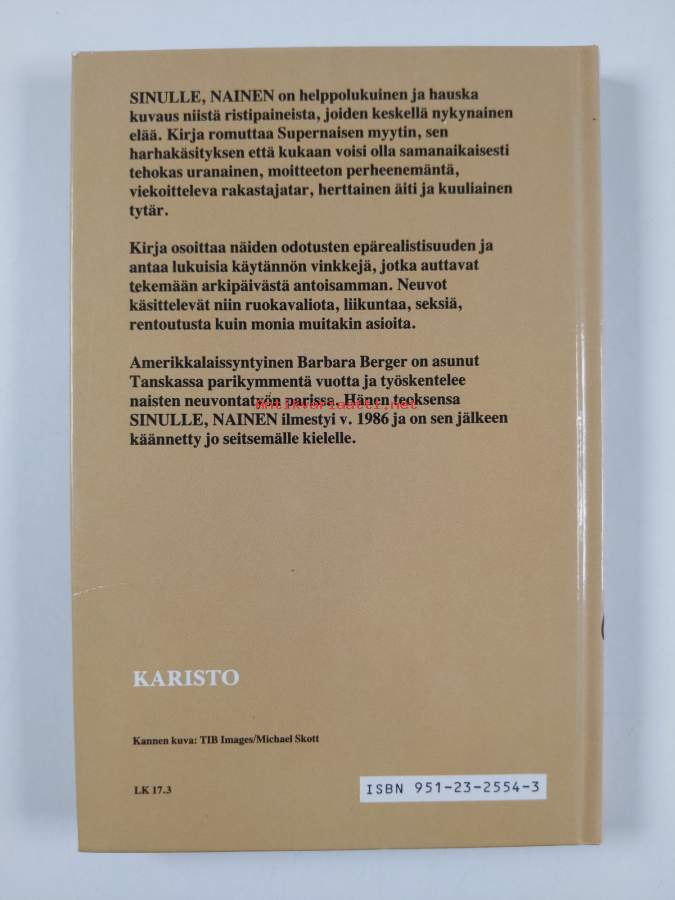 SINULLE, NAINEN on helppolukuinen ja hauska
kuvaus niistä ristipaineista, joiden keskellä nykynainen
elää. Kirja romuttaa Supernaisen myytin, sen
harhakäsityksen että kukaan voisi olla samanaikaisesti
tehokas uranainen, moitteeton perheenemäntä,
viekoitteleva rakastajatar, herttainen äiti ja kuuliainen
tytär.
Kirja osoittaa näiden odotusten epärealistisuuden ja
antaa lukuisia käytännön vinkkejä, jotka auttavat
tekemään arkipäivästä antoisamman. Neuvot
käsittelevät niin ruokavaliota, liikuntaa, seksiä,
rentoutusta kuin monia muitakin asioita.
Amerikkalaissyntyinen Barbara Berger on asunut
Tanskassa parikymmentä vuotta ja työskentelee
naisten neuvontatyön parissa. Hänen teoksensa
Antikvariaatti.net
SINULLE, NAINEN ilmestyi v. 1986 ja on sen jälkeen
käännetty jo seitsemälle kielelle.
KARISTO
Kannen kuva: TIB Images/Michael Skott
LK 17.3
ISBN 951-23-2554-3